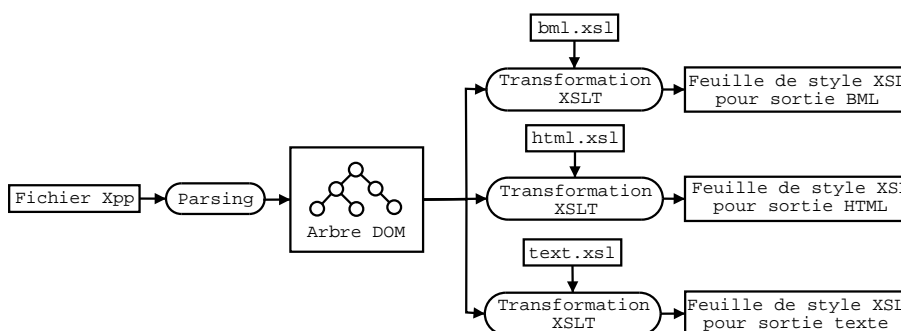 bml.xsl
Transformation
XSLT
Feuille de style XSL
pour sortie BML
html.xsl
Fichier Xpp
Parsing
Arbre DOM
Transformation
XSLT
Feuille de style XSL
pour sortie HTML
text.xsl
Transformation
XSLT
Feuille de style XSL
pour sortie texte